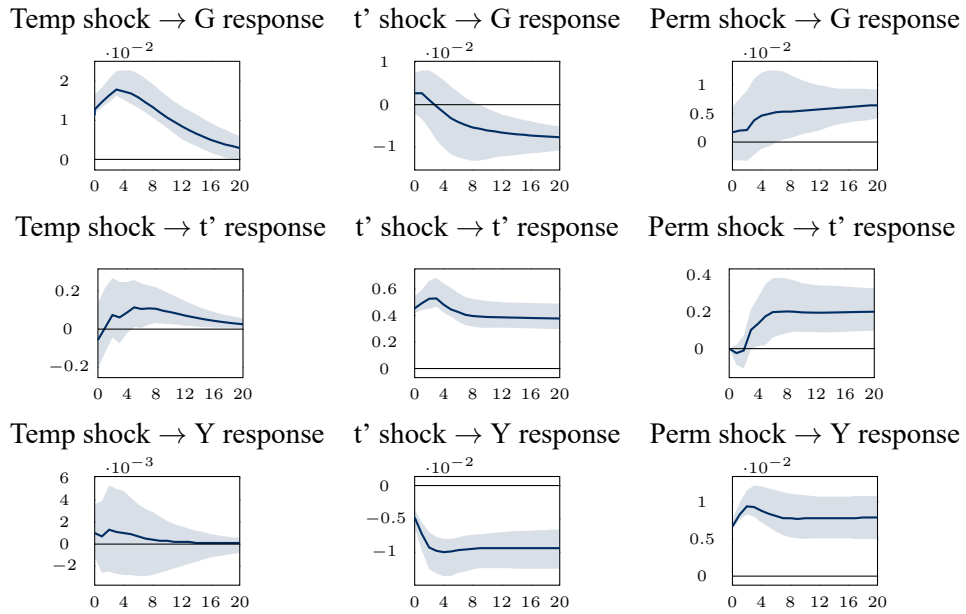 Temp shock → G response t’ shock → G response Perm shock → G response
·10⁻² ·10⁻² ·10⁻²
2 1 0 0 4 8 12 16 20
1 0 −1 0 4 8 12 16 20
1 0.5 0 0 4 8 12 16 20
Temp shock → t’ response t’ shock → t’ response Perm shock → t’ response
0.2 0 −0.2 0 4 8 12 16 20
0.6 0.4 0.2 0 0 4 8 12 16 20
0.4 0.2 0 0 4 8 12 16 20
Temp shock → Y response t’ shock → Y response Perm shock → Y response
·10⁻³ ·10⁻² ·10⁻²
6 4 2 0 −2 0 4 8 12 16 20
0 −0.5 −1 0 4 8 12 16 20
1 0.5 0 0 4 8 12 16 20